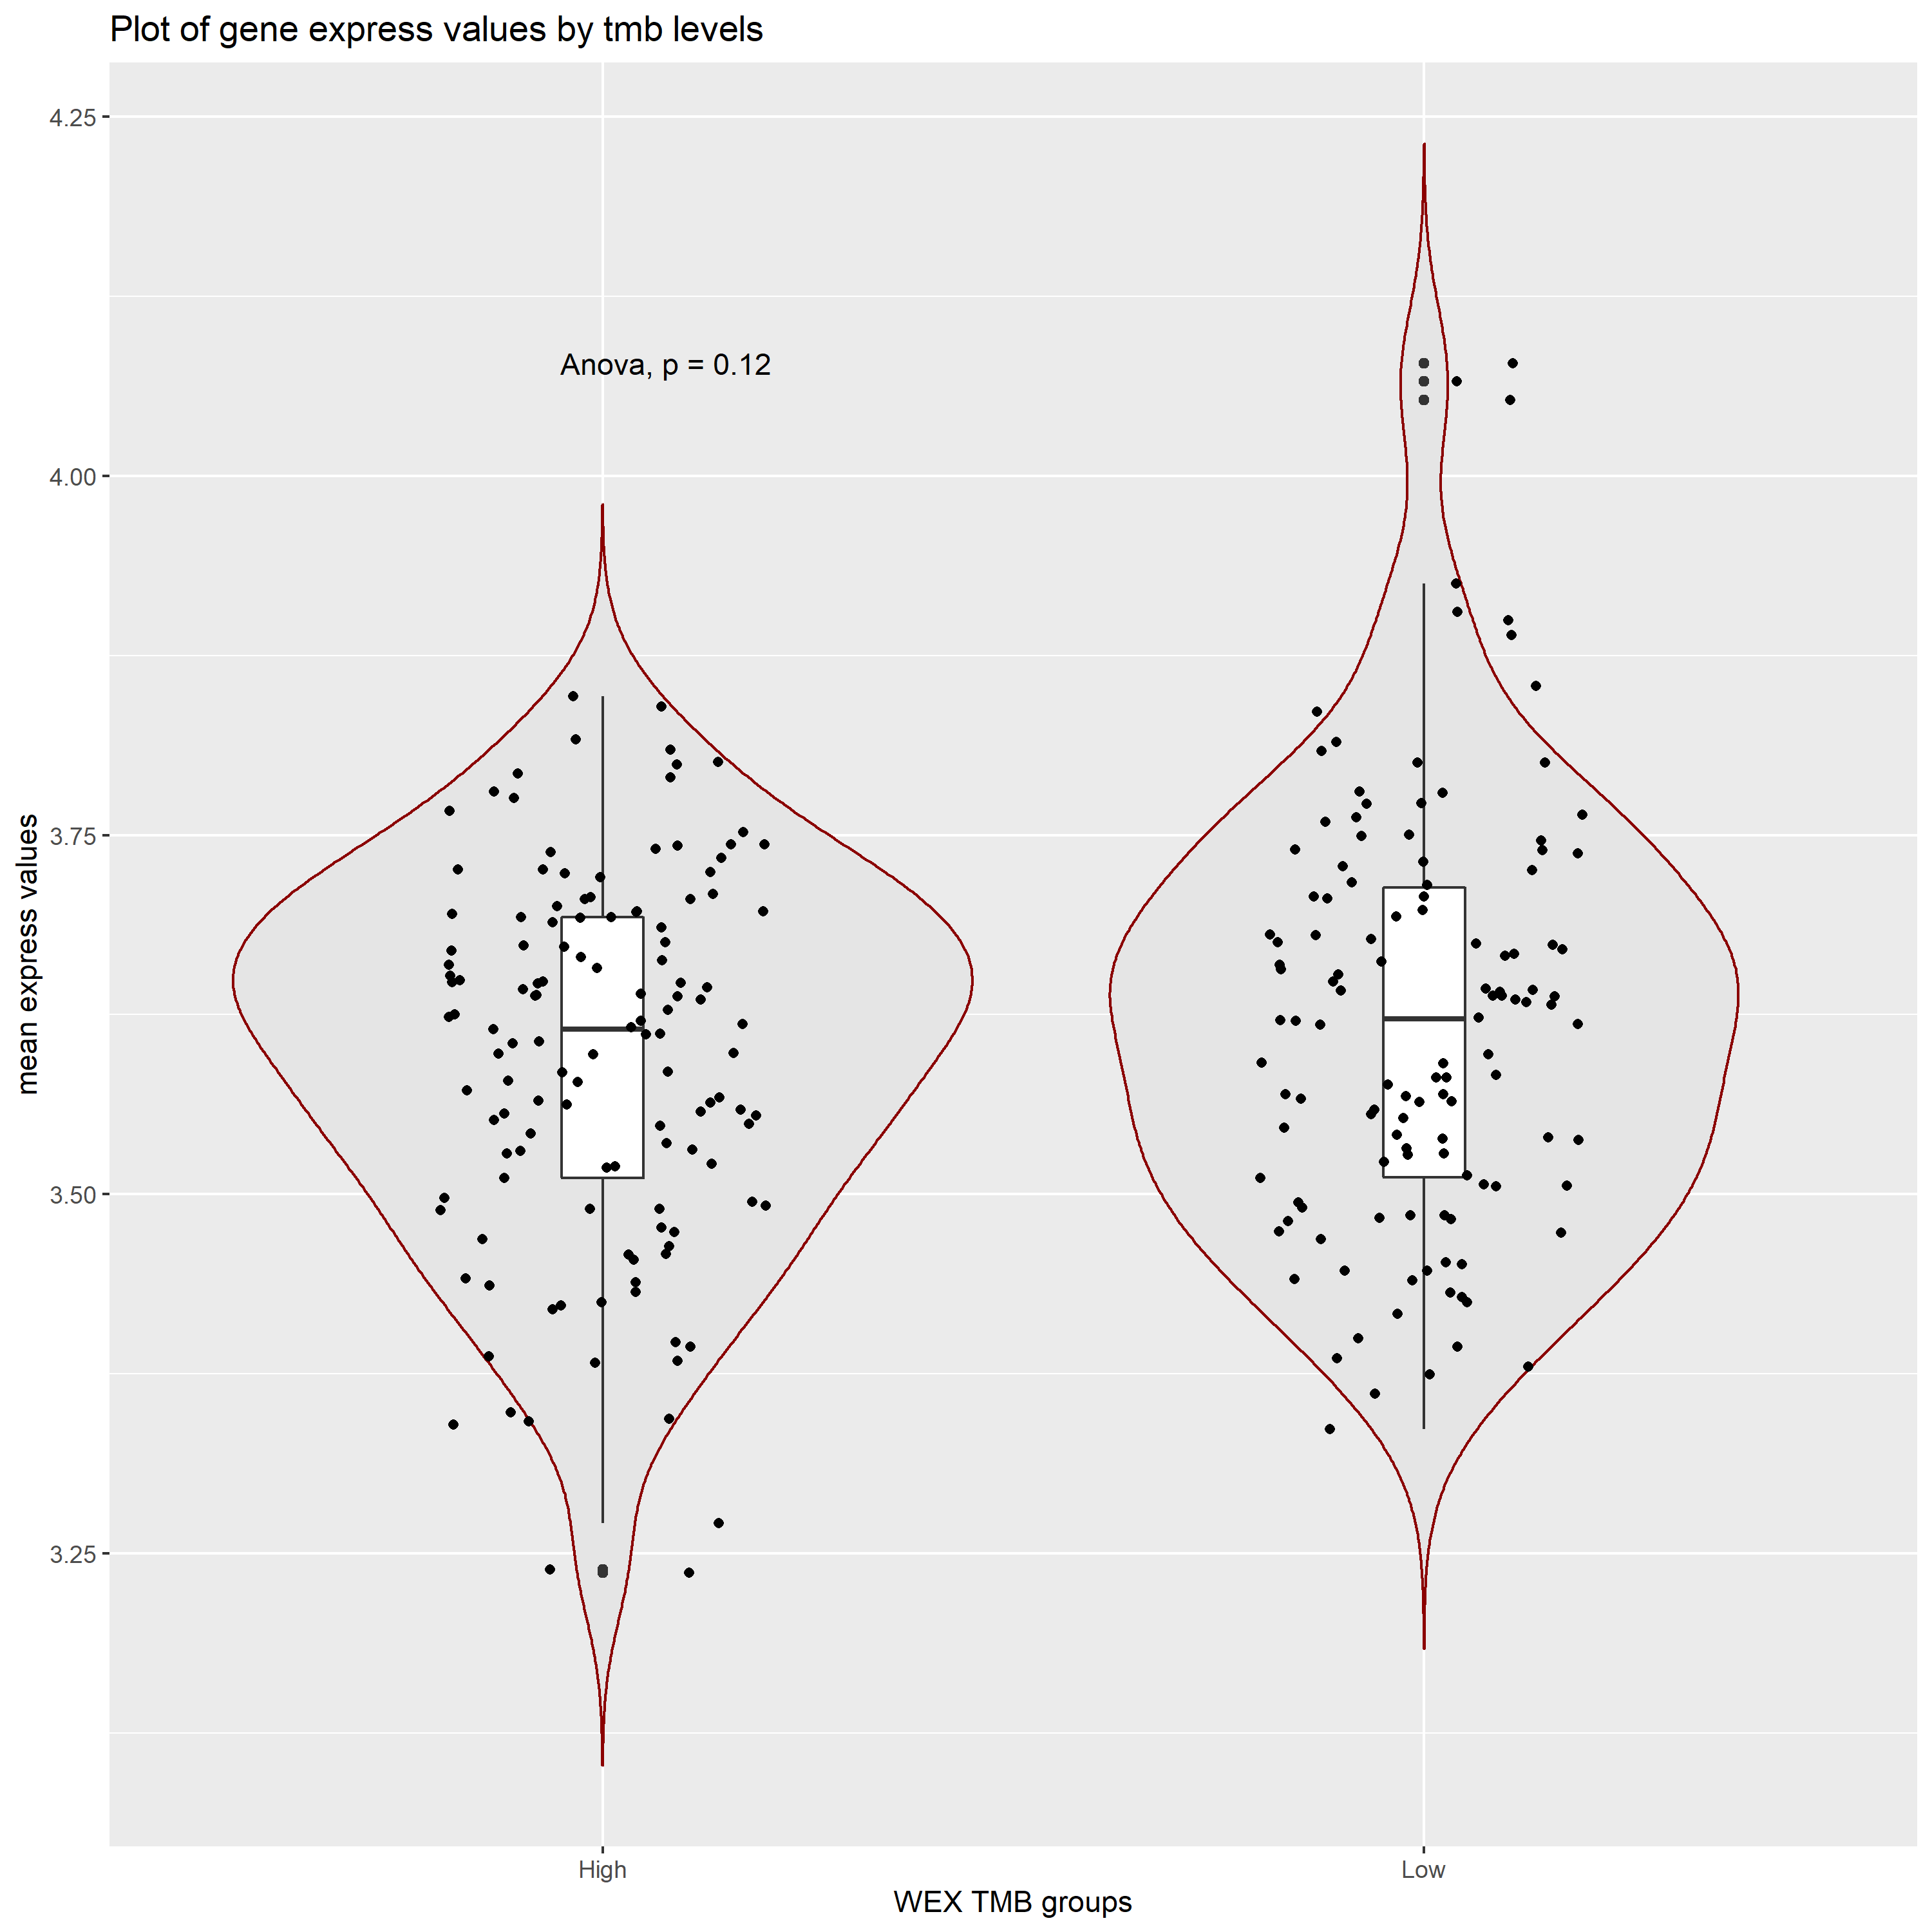 Plot of gene express values by tmb levels
4.25
Anova, p = 0.12
4.00
mean express values
3.75
3.50
3.25
High
Low
WEX TMB groups